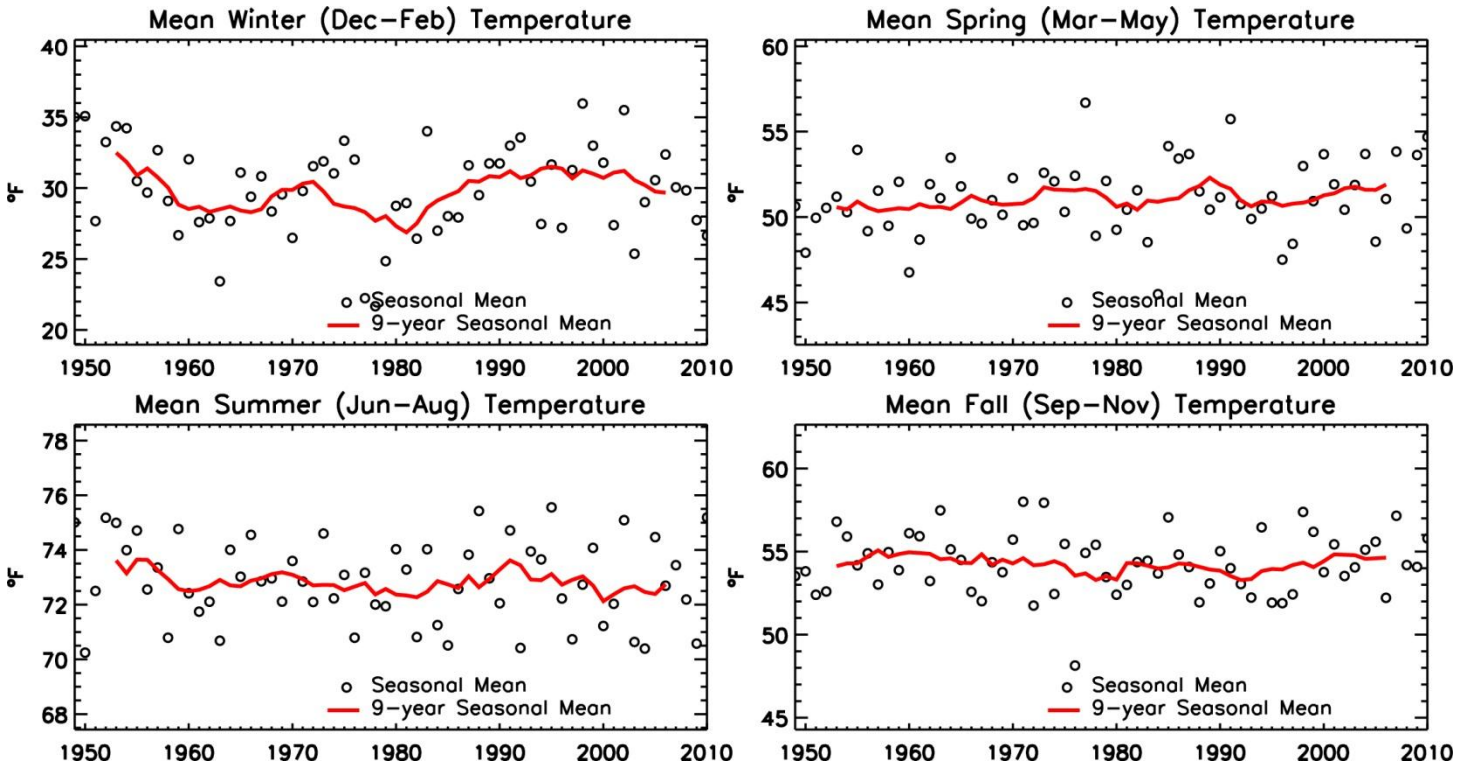 Mean Winter (Dec-Feb) Temperature
40
35
30
25
20
°F
Seasonal Mean
9-year Seasonal Mean
1950 1960 1970 1980 1990 2000 2010
Mean Spring (Mar-May) Temperature
60
55
50
45
°F
Seasonal Mean
9-year Seasonal Mean
1950 1960 1970 1980 1990 2000 2010
Mean Summer (Jun-Aug) Temperature
78
76
74
72
70
68
°F
Seasonal Mean
9-year Seasonal Mean
1950 1960 1970 1980 1990 2000 2010
Mean Fall (Sep-Nov) Temperature
60
55
50
45
°F
Seasonal Mean
9-year Seasonal Mean
1950 1960 1970 1980 1990 2000 2010